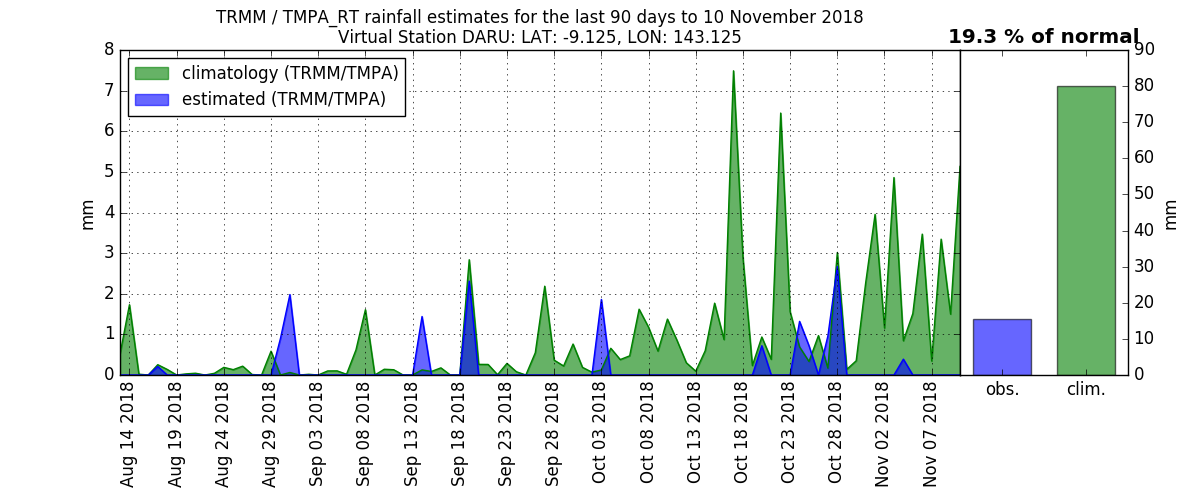 TRMM / TMPA_RT rainfall estimates for the last 90 days to 10 November 2018
Virtual Station DARU: LAT: -9.125, LON: 143.125
19.3 % of normal
climatology (TRMM/TMPA)
estimated (TRMM/TMPA)
8
7
6
5
4
3
2
1
0
mm
Aug 14 2018
Aug 19 2018
Aug 24 2018
Aug 29 2018
Sep 03 2018
Sep 08 2018
Sep 13 2018
Sep 18 2018
Sep 23 2018
Sep 28 2018
Oct 03 2018
Oct 08 2018
Oct 13 2018
Oct 18 2018
Oct 23 2018
Oct 28 2018
Nov 02 2018
Nov 07 2018
90
80
70
60
50
40
30
20
10
0
mm
obs.
clim.